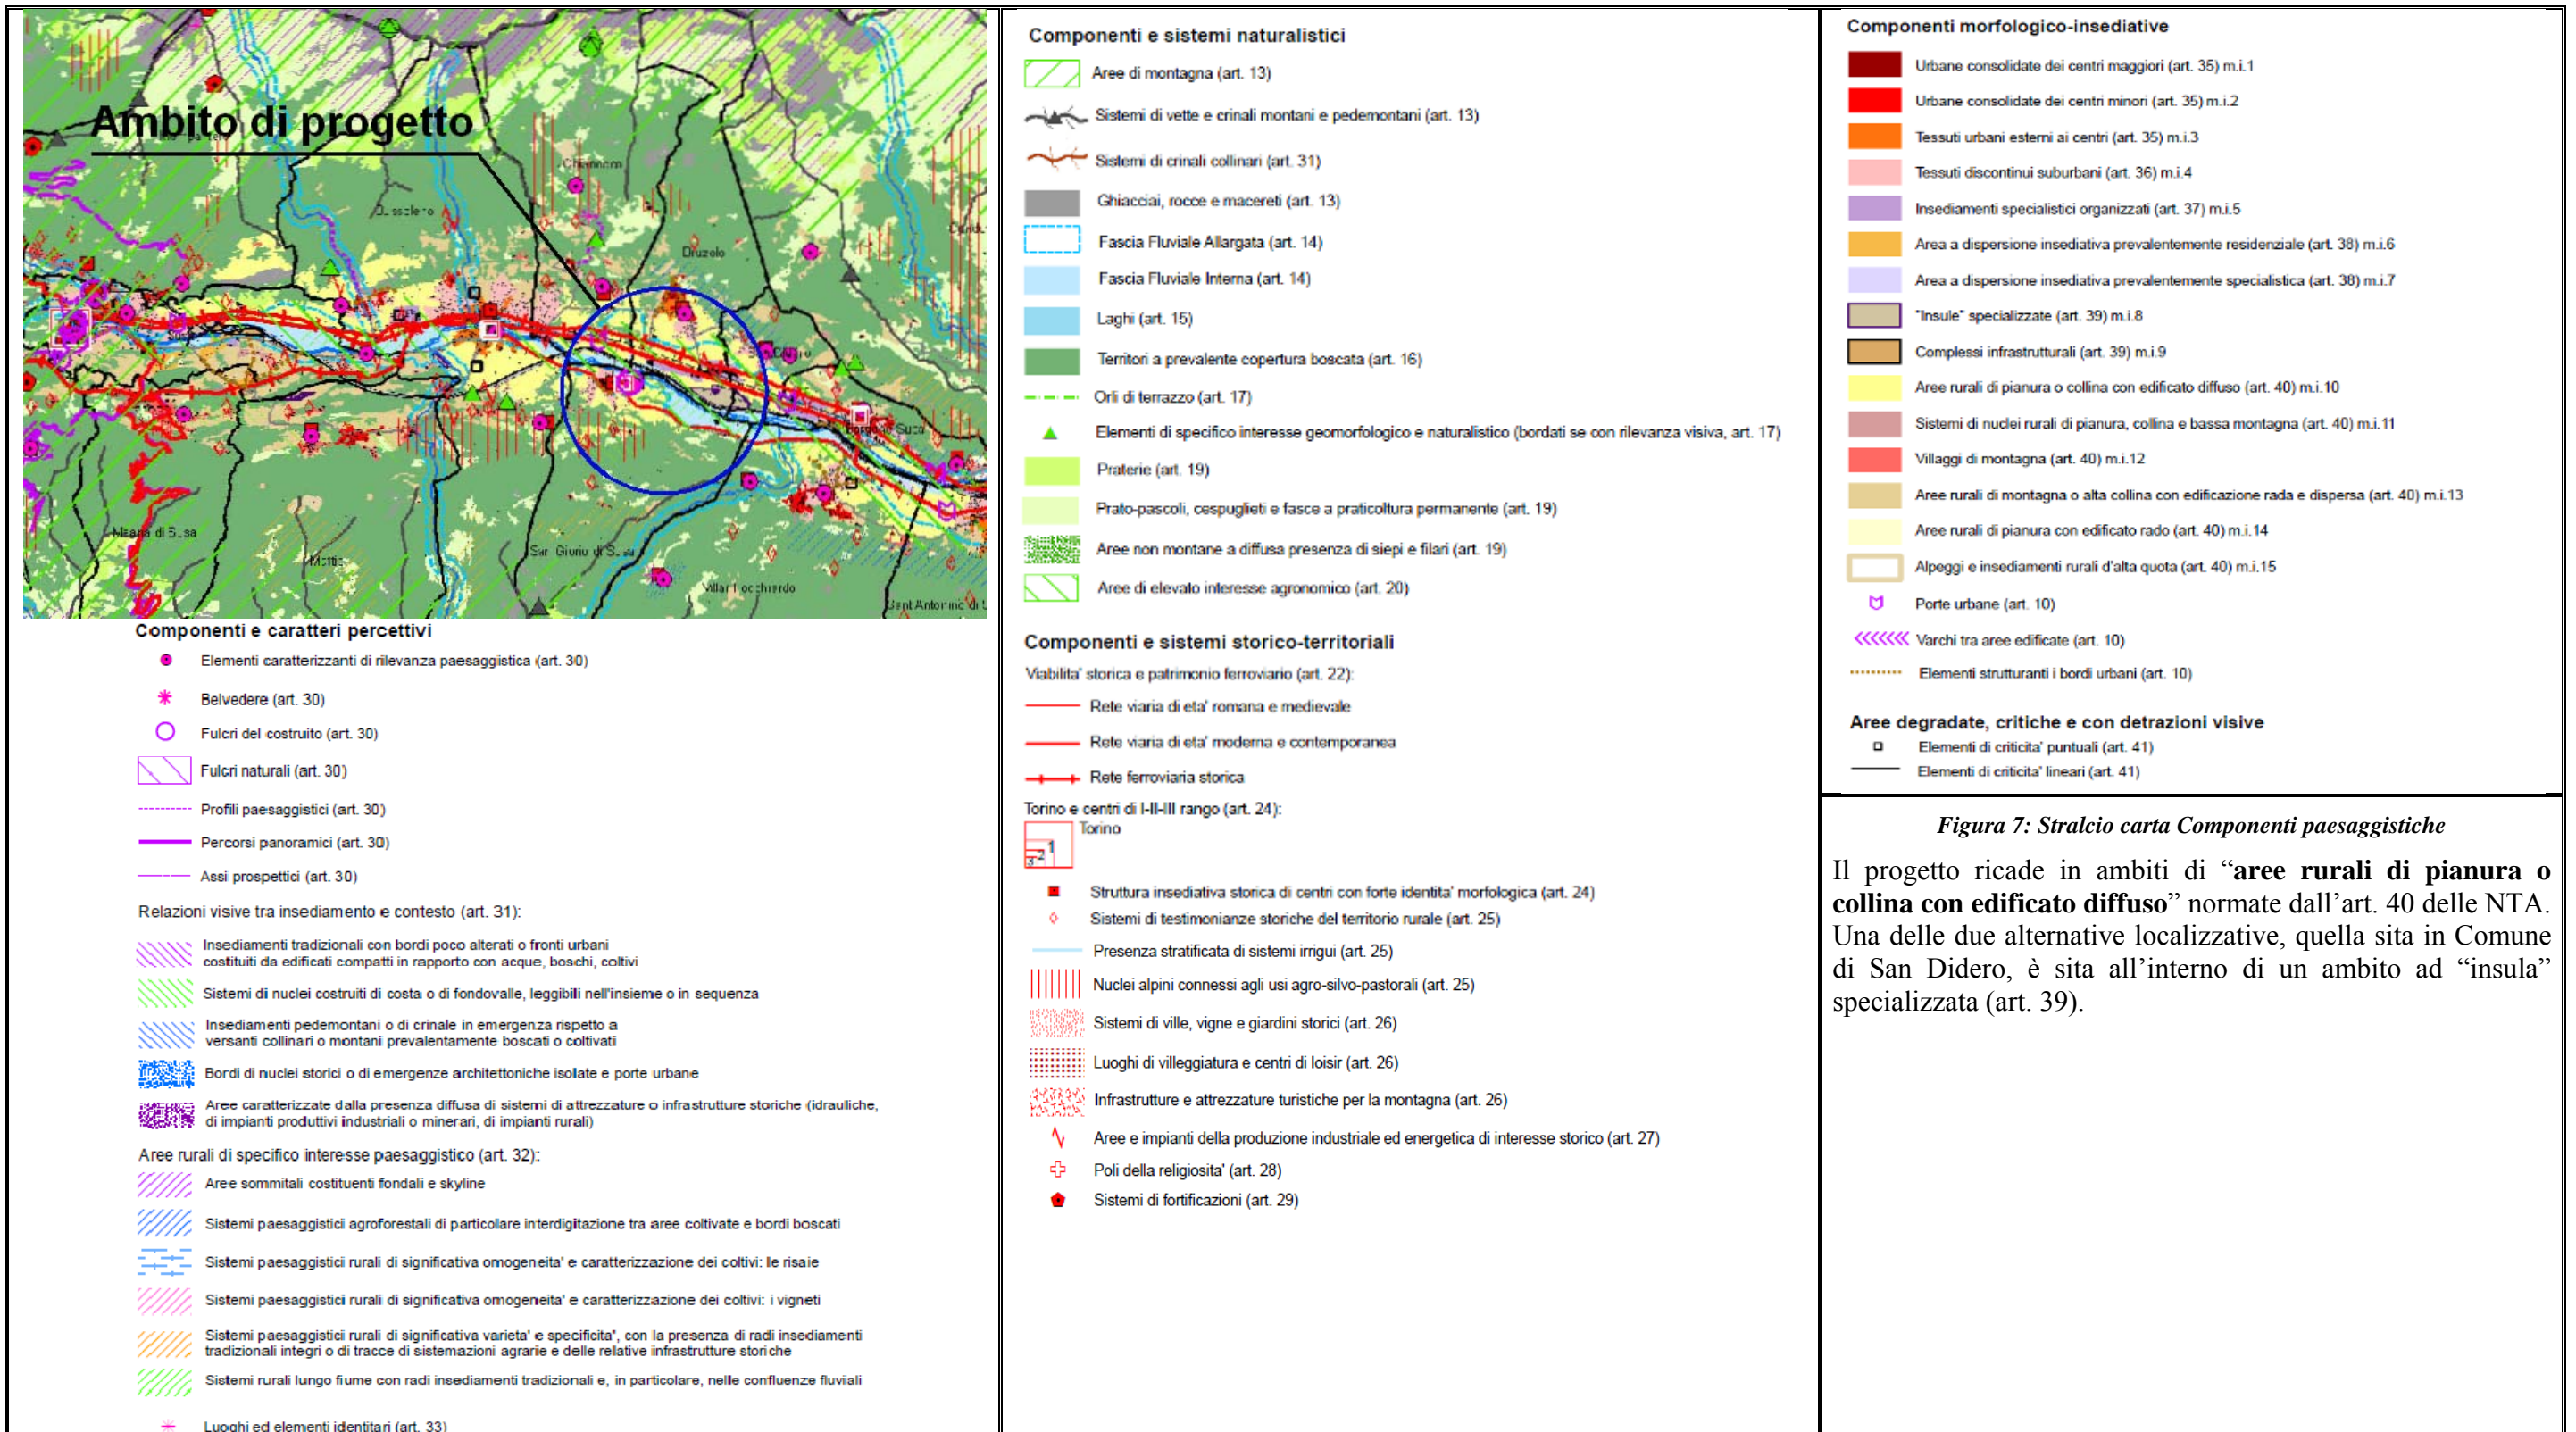 Ambito di progetto
Chianocco
Bussoleno
Bruzolo
San Didero
Borgone Susa
Meana di Susa
Mattie
San Giorio di Susa
Villar Focchiardo
Sant'Antonino di
Componenti e caratteri percettivi
Elementi caratterizzanti di rilevanza paesaggistica (art. 30)
Belvedere (art. 30)
Fulcri del costruito (art. 30)
Fulcri naturali (art. 30)
Profili paesaggistici (art. 30)
Percorsi panoramici (art. 30)
Assi prospettici (art. 30)
Relazioni visive tra insediamento e contesto (art. 31):
Insediamenti tradizionali con bordi poco alterati o fronti urbani
costituiti da edificati compatti in rapporto con acque, boschi, coltivi
Sistemi di nuclei costruiti di costa o di fondovalle, leggibili nell'insieme o in sequenza
Insediamenti pedemontani o di crinale in emergenza rispetto a
versanti collinari o montani prevalentamente boscati o coltivati
Bordi di nuclei storici o di emergenze architettoniche isolate e porte urbane
Aree caratterizzate dalla presenza diffusa di sistemi di attrezzature o infrastrutture storiche (idrauliche,
di impianti produttivi industriali o minerari, di impianti rurali)
Aree rurali di specifico interesse paesaggistico (art. 32):
Aree sommitali costituenti fondali e skyline
Sistemi paesaggistici agroforestali di particolare interdigitazione tra aree coltivate e bordi boscati
Sistemi paesaggistici rurali di significativa omogeneita' e caratterizzazione dei coltivi: le risaie
Sistemi paesaggistici rurali di significativa omogeneita' e caratterizzazione dei coltivi: i vigneti
Sistemi paesaggistici rurali di significativa varieta' e specificita', con la presenza di radi insediamenti
tradizionali integri o di tracce di sistemazioni agrarie e delle relative infrastrutture storiche
Sistemi rurali lungo fiume con radi insediamenti tradizionali e, in particolare, nelle confluenze fluviali
Luoghi ed elementi identitari (art. 33)
Componenti e sistemi naturalistici
Aree di montagna (art. 13)
Sistemi di vette e crinali montani e pedemontani (art. 13)
Sistemi di crinali collinari (art. 31)
Ghiacciai, rocce e macereti (art. 13)
Fascia Fluviale Allargata (art. 14)
Fascia Fluviale Interna (art. 14)
Laghi (art. 15)
Territori a prevalente copertura boscata (art. 16)
Orli di terrazzo (art. 17)
Elementi di specifico interesse geomorfologico e naturalistico (bordati se con rilevanza visiva, art. 17)
Praterie (art. 19)
Prato-pascoli, cespuglieti e fasce a praticoltura permanente (art. 19)
Aree non montane a diffusa presenza di siepi e filari (art. 19)
Aree di elevato interesse agronomico (art. 20)
Componenti e sistemi storico-territoriali
Viabilita' storica e patrimonio ferroviario (art. 22):
Rete viaria di eta' romana e medievale
Rete viaria di eta' moderna e contemporanea
Rete ferroviaria storica
Torino e centri di I-II-III rango (art. 24):
Torino
1
2
3
Struttura insediativa storica di centri con forte identita' morfologica (art. 24)
Sistemi di testimonianze storiche del territorio rurale (art. 25)
Presenza stratificata di sistemi irrigui (art. 25)
Nuclei alpini connessi agli usi agro-silvo-pastorali (art. 25)
Sistemi di ville, vigne e giardini storici (art. 26)
Luoghi di villeggiatura e centri di loisir (art. 26)
Infrastrutture e attrezzature turistiche per la montagna (art. 26)
Aree e impianti della produzione industriale ed energetica di interesse storico (art. 27)
Poli della religiosita' (art. 28)
Sistemi di fortificazioni (art. 29)
Componenti morfologico-insediative
Urbane consolidate dei centri maggiori (art. 35) m.i.1
Urbane consolidate dei centri minori (art. 35) m.i.2
Tessuti urbani esterni ai centri (art. 35) m.i.3
Tessuti discontinui suburbani (art. 36) m.i.4
Insediamenti specialistici organizzati (art. 37) m.i.5
Area a dispersione insediativa prevalentemente residenziale (art. 38) m.i.6
Area a dispersione insediativa prevalentemente specialistica (art. 38) m.i.7
"Insule" specializzate (art. 39) m.i.8
Complessi infrastrutturali (art. 39) m.i.9
Aree rurali di pianura o collina con edificato diffuso (art. 40) m.i.10
Sistemi di nuclei rurali di pianura, collina e bassa montagna (art. 40) m.i.11
Villaggi di montagna (art. 40) m.i.12
Aree rurali di montagna o alta collina con edificazione rada e dispersa (art. 40) m.i.13
Aree rurali di pianura con edificato rado (art. 40) m.i.14
Alpeggi e insediamenti rurali d'alta quota (art. 40) m.i.15
Porte urbane (art. 10)
Varchi tra aree edificate (art. 10)
Elementi strutturanti i bordi urbani (art. 10)
Aree degradate, critiche e con detrazioni visive
Elementi di criticita' puntuali (art. 41)
Elementi di criticita' lineari (art. 41)
Figura 7: Stralcio carta Componenti paesaggistiche
Il progetto ricade in ambiti di “aree rurali di pianura o
collina con edificato diffuso” normate dall’art. 40 delle NTA.
Una delle due alternative localizzative, quella sita in Comune
di San Didero, è sita all’interno di un ambito ad “insula”
specializzata (art. 39).